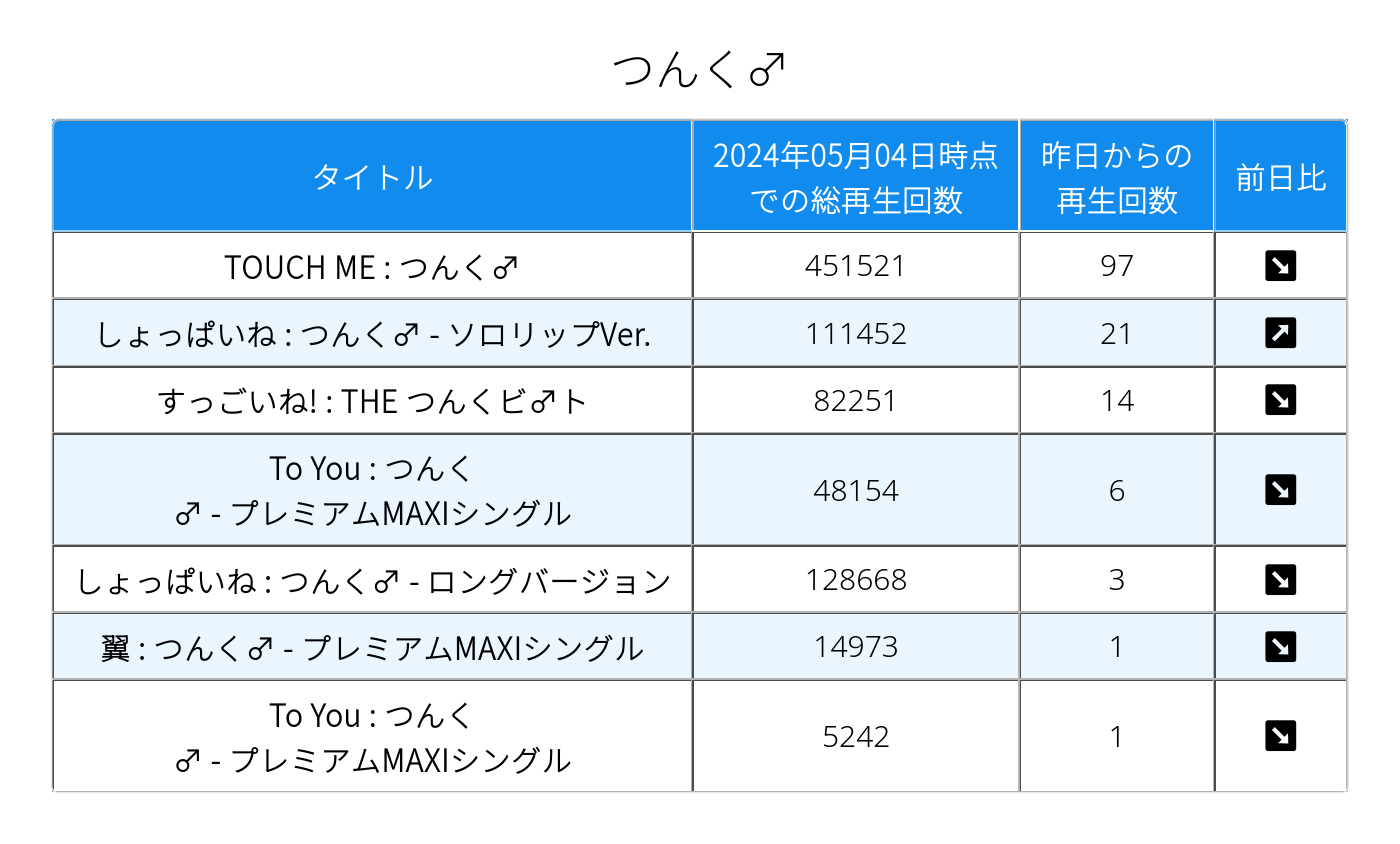 つんく♂
タイトル
2024年05月04日時点
での総再生回数
昨日からの
再生回数
前日比
TOUCH ME : つんく♂
451521
97
↘
しょっぱいね : つんく♂ - ソロリップVer.
111452
21
↗
すっごいね! : THE つんくビ♂ト
82251
14
↘
To You : つんく
♂ - プレミアムMAXIシングル
48154
6
↘
しょっぱいね : つんく♂ - ロングバージョン
128668
3
↘
翼 : つんく♂ - プレミアムMAXIシングル
14973
1
↘
To You : つんく
♂ - プレミアムMAXIシングル
5242
1
↘